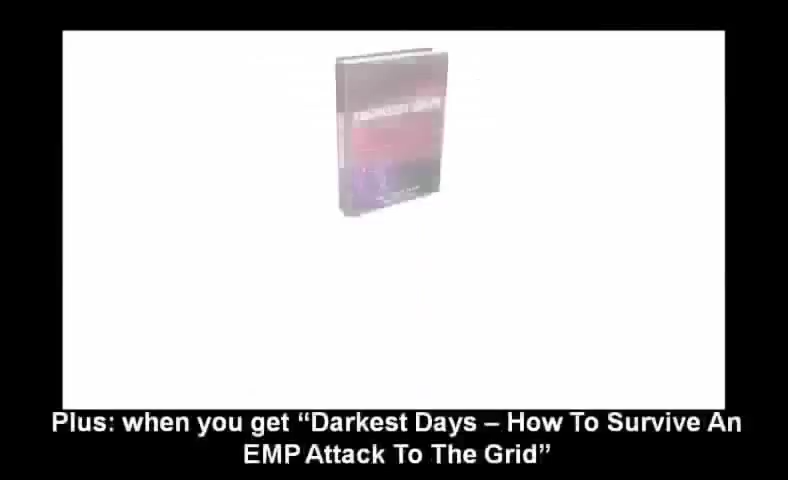 Plus: when you get “Darkest Days – How To Survive An
EMP Attack To The Grid”